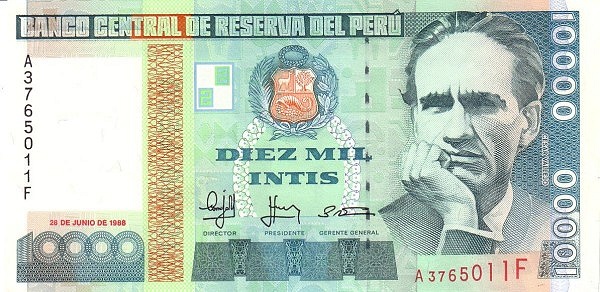 BANCO CENTRAL DE RESERVA DEL PERÚ
A3765011F
10000
DIEZ MIL
INTIS
28 DE JUNIO DE 1988
DIRECTOR
PRESIDENTE
GERENTE GENERAL
10000
10000
A3765011F